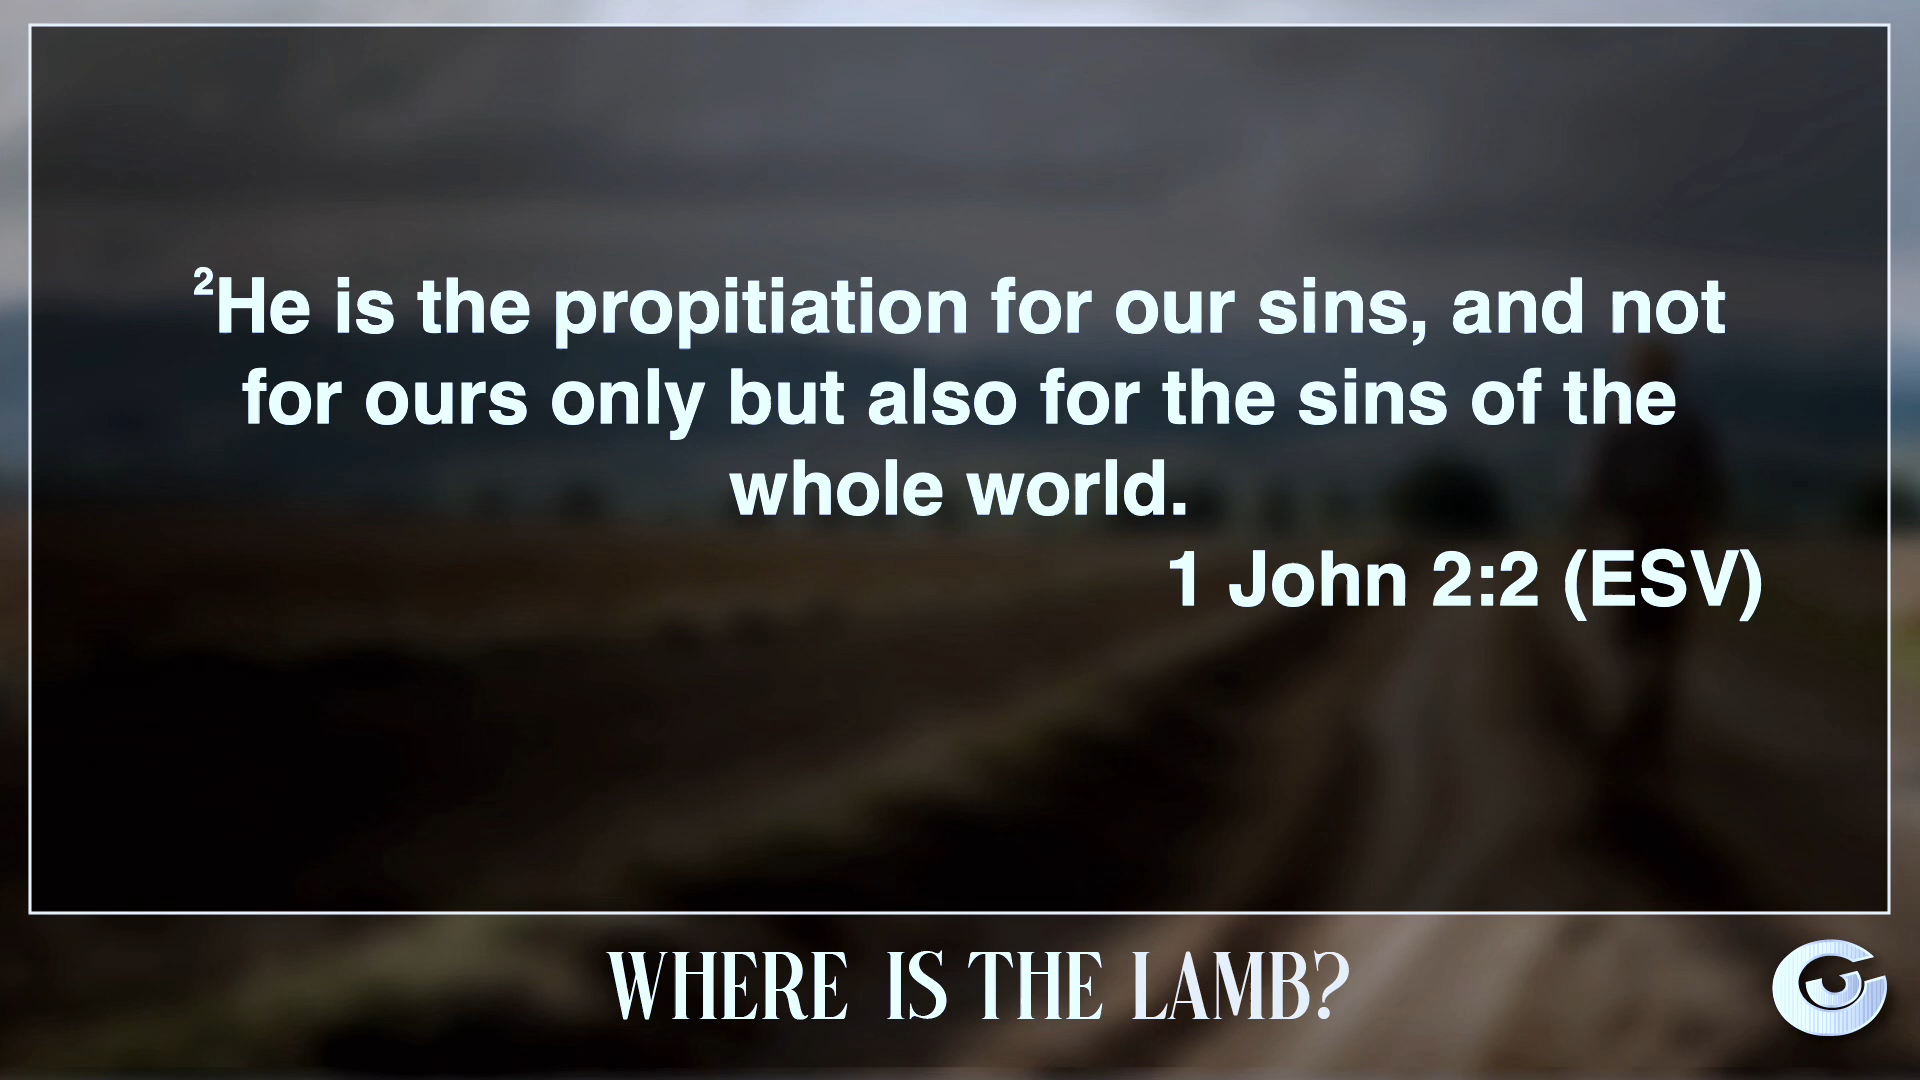 ²He is the propitiation for our sins, and not
for ours only but also for the sins of the
whole world.
1 John 2:2 (ESV)
WHERE IS THE LAMB?